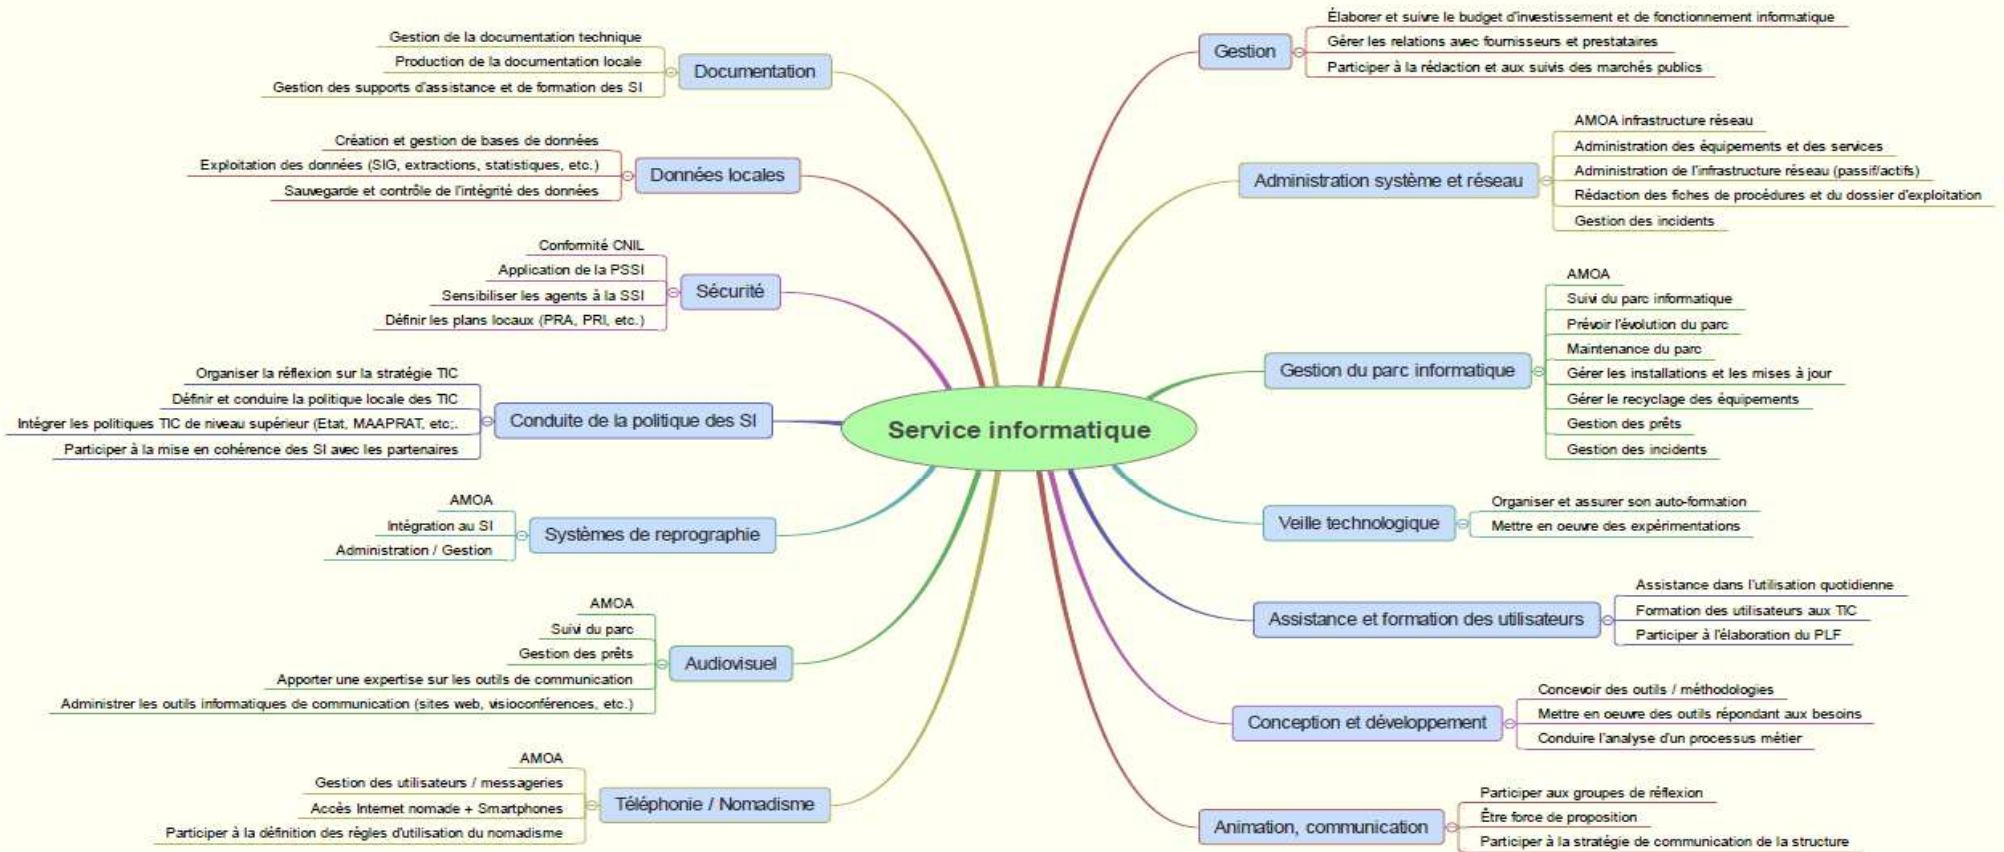 Service informatique
Documentation
Gestion de la documentation technique
Production de la documentation locale
Gestion des supports d'assistance et de formation des SI
Données locales
Création et gestion de bases de données
Exploitation des données (SIG, extractions, statistiques, etc.)
Sauvegarde et contrôle de l'intégrité des données
Sécurité
Conformité CNIL
Application de la PSSI
Sensibiliser les agents à la SSI
Définir les plans locaux (PRA, PRI, etc.)
Conduite de la politique des SI
Organiser la réflexion sur la stratégie TIC
Définir et conduire la politique locale des TIC
Intégrer les politiques TIC de niveau supérieur (Etat, MAAPRAT, etc;.
Participer à la mise en cohérence des SI avec les partenaires
Systèmes de reprographie
AMOA
Intégration au SI
Administration / Gestion
Audiovisuel
AMOA
Suivi du parc
Gestion des prêts
Apporter une expertise sur les outils de communication
Administrer les outils informatiques de communication (sites web, visioconférences, etc.)
Téléphonie / Nomadisme
AMOA
Gestion des utilisateurs / messageries
Accès Internet nomade + Smartphones
Participer à la définition des règles d'utilisation du nomadisme
Gestion
Élaborer et suivre le budget d'investissement et de fonctionnement informatique
Gérer les relations avec fournisseurs et prestataires
Participer à la rédaction et aux suivis des marchés publics
Administration système et réseau
AMOA infrastructure réseau
Administration des équipements et des services
Administration de l'infrastructure réseau (passif/actifs)
Rédaction des fiches de procédures et du dossier d'exploitation
Gestion des incidents
Gestion du parc informatique
AMOA
Suivi du parc informatique
Prévoir l'évolution du parc
Maintenance du parc
Gérer les installations et les mises à jour
Gérer le recyclage des équipements
Gestion des prêts
Gestion des incidents
Veille technologique
Organiser et assurer son auto-formation
Mettre en oeuvre des expérimentations
Assistance et formation des utilisateurs
Assistance dans l'utilisation quotidienne
Formation des utilisateurs aux TIC
Participer à l'élaboration du PLF
Conception et développement
Concevoir des outils / méthodologies
Mettre en oeuvre des outils répondant aux besoins
Conduire l'analyse d'un processus métier
Animation, communication
Participer aux groupes de réflexion
Être force de proposition
Participer à la stratégie de communication de la structure